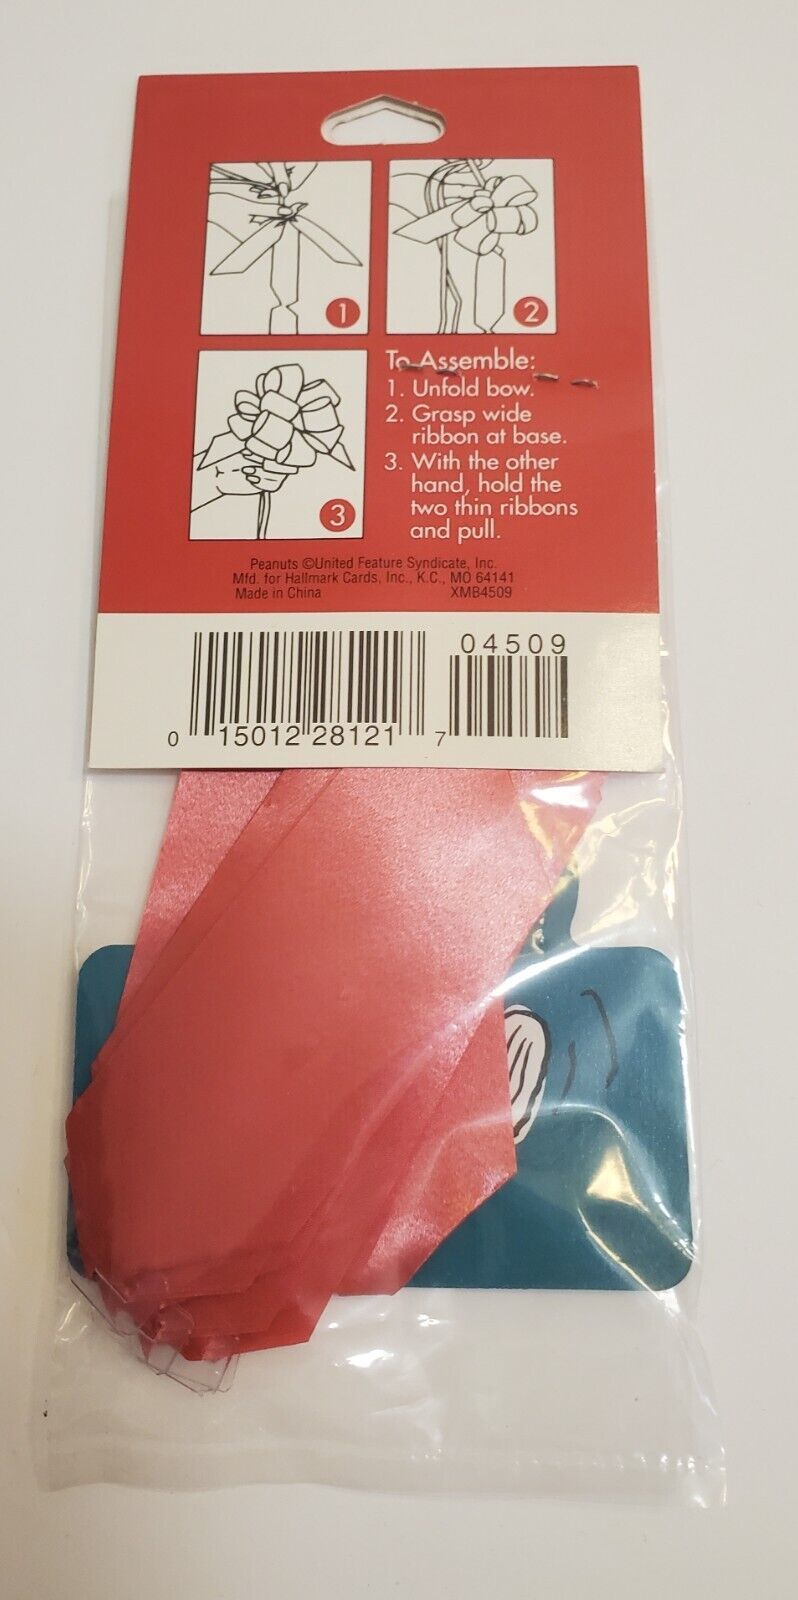 1
2
3
To Assemble:
1. Unfold bow.
2. Grasp wide
ribbon at base.
3. With the other
hand, hold the
two thin ribbons
and pull.
Peanuts ©United Feature Syndicate, Inc.
Mfd. for Hallmark Cards, Inc., K.C., MO 64141
Made in China XMB4509
04509
0 15012 28121 7